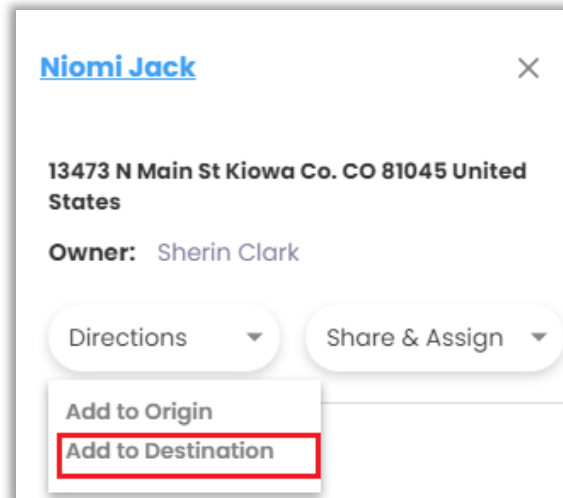 Niomi Jack
13473 N Main St Kiowa Co. CO 81045 United
States
Owner: Sherin Clark
Directions
Share & Assign
Add to Origin
Add to Destination